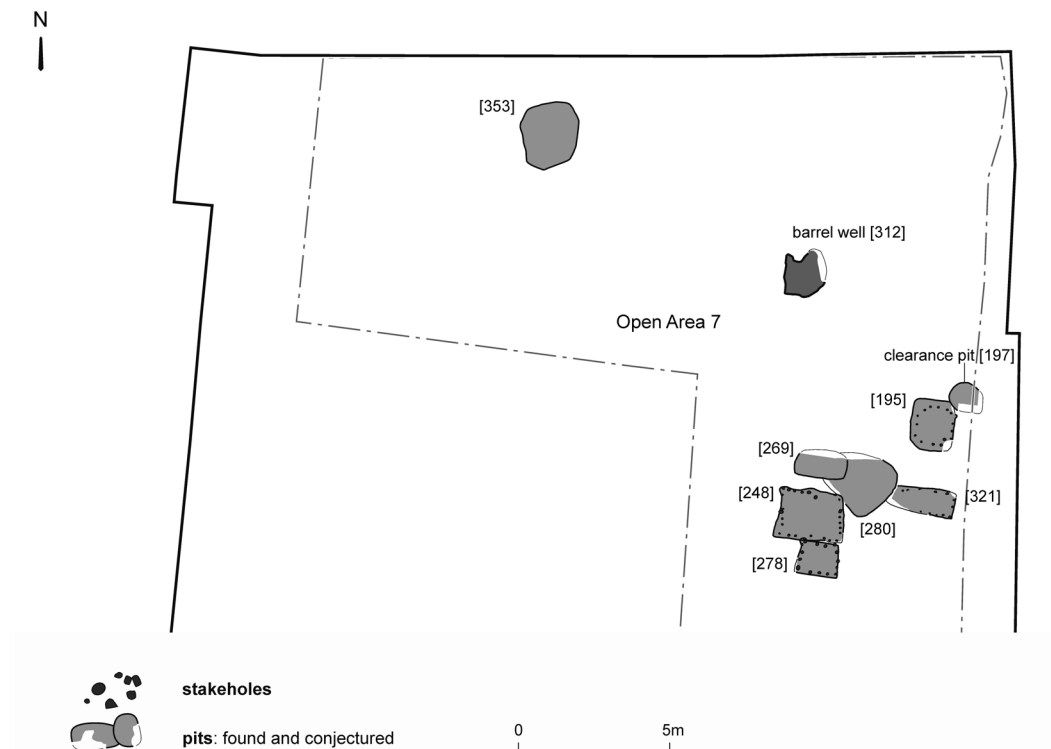 N
[353]
barrel well [312]
Open Area 7
clearance pit [197]
[195]
[269]
[248]
[321]
[280]
[278]
stakeholes
pits: found and conjectured
0 5m